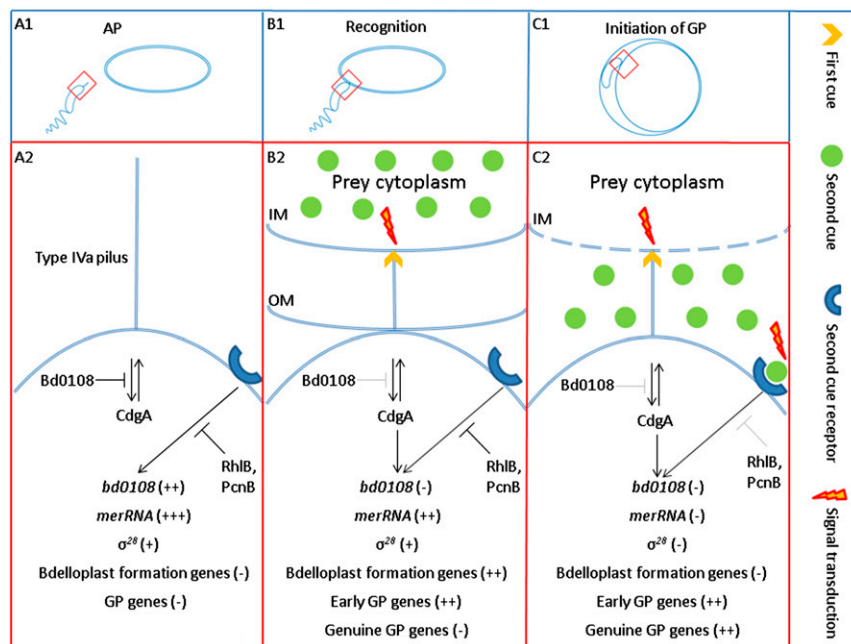 A1
AP
B1
Recognition
C1
Initiation of GP
A2
Type IVa pilus
Bd0108
CdgA
RhlB,
PcnB
bd0108 (++)
merRNA (+++)
σ²⁸ (+)
Bdelloplast formation genes (-)
GP genes (-)
B2
Prey cytoplasm
IM
OM
Bd0108
CdgA
RhlB,
PcnB
bd0108 (-)
merRNA (++)
σ²⁸ (+)
Bdelloplast formation genes (++)
Early GP genes (++)
Genuine GP genes (-)
C2
Prey cytoplasm
IM
Bd0108
CdgA
RhlB,
PcnB
bd0108 (-)
merRNA (-)
σ²⁸ (-)
Bdelloplast formation genes (-)
Early GP genes (++)
Genuine GP genes (++)
First cue
Second cue
Second cue receptor
Signal transduction